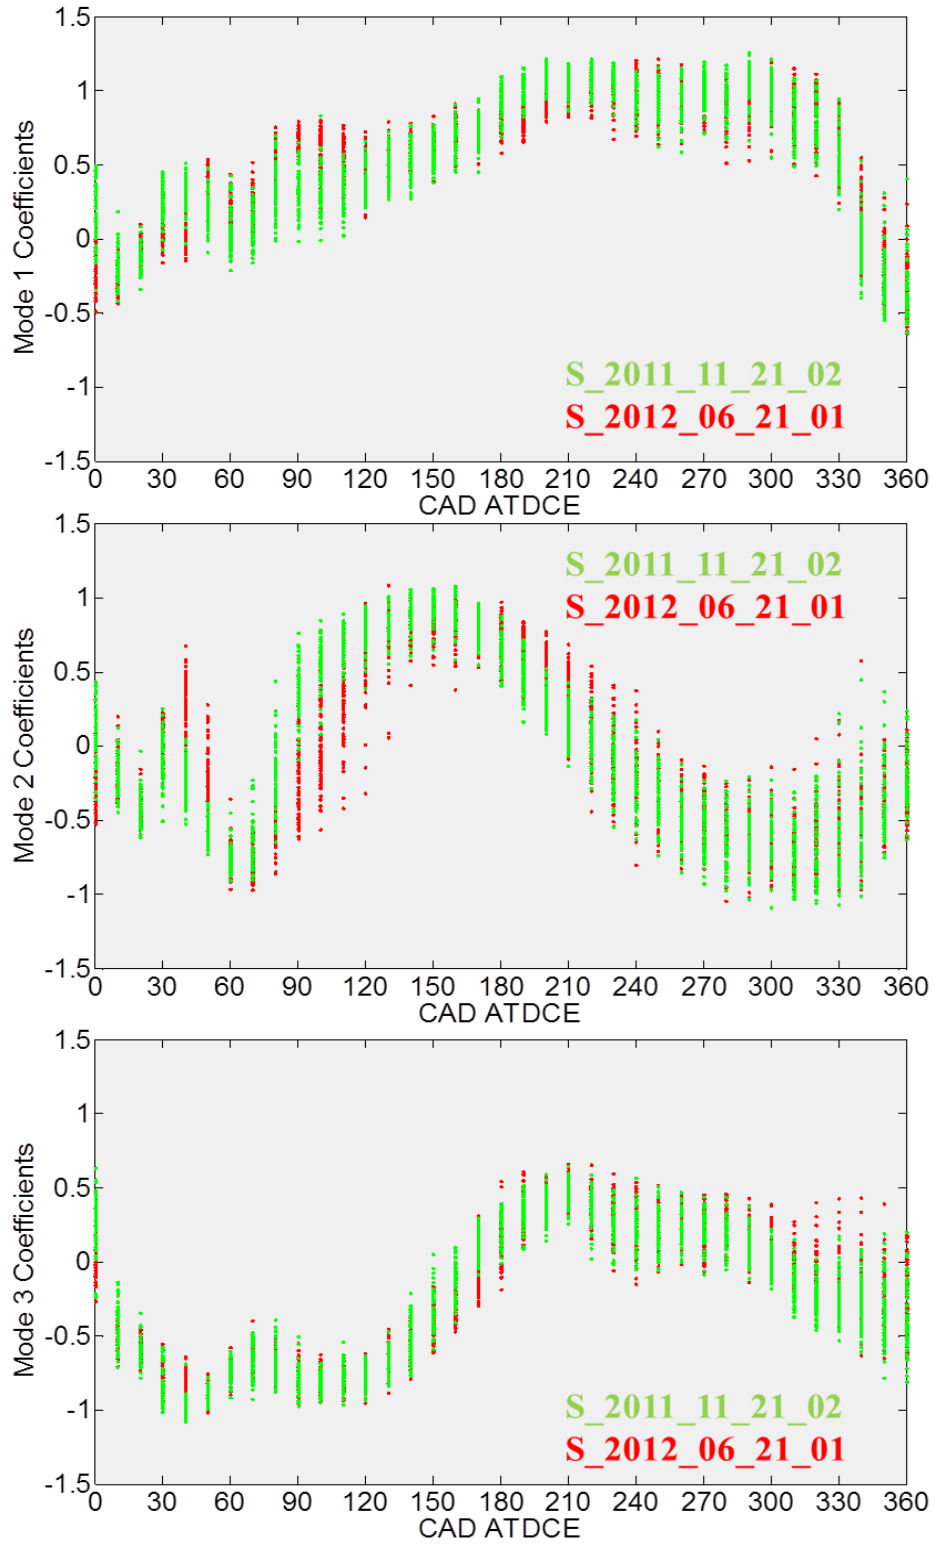 1.5
1
0.5
0
-0.5
-1
-1.5
Mode 1 Coefficients
S_2011_11_21_02
S_2012_06_21_01
0 30 60 90 120 150 180 210 240 270 300 330 360
CAD ATDCE
1.5
1
0.5
0
-0.5
-1
-1.5
Mode 2 Coefficients
S_2011_11_21_02
S_2012_06_21_01
0 30 60 90 120 150 180 210 240 270 300 330 360
CAD ATDCE
1.5
1
0.5
0
-0.5
-1
-1.5
Mode 3 Coefficients
S_2011_11_21_02
S_2012_06_21_01
0 30 60 90 120 150 180 210 240 270 300 330 360
CAD ATDCE